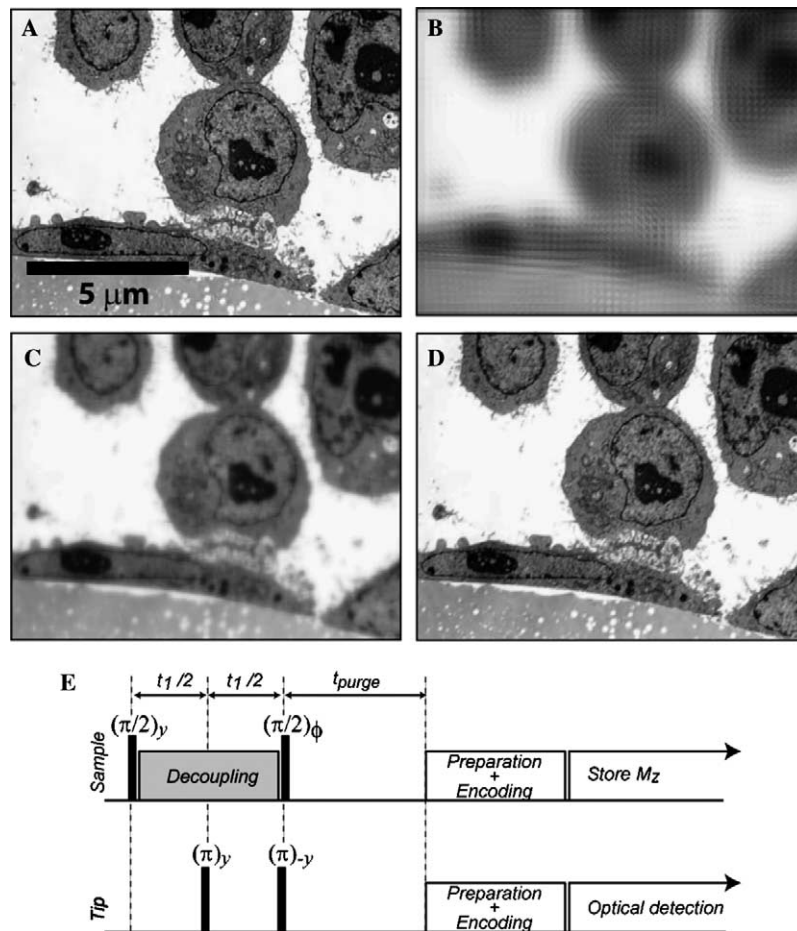 A
B
5 µm
C
D
E
t1 /2
t1 /2
tpurge
(π/2)y
(π/2)ϕ
Sample
Decoupling
Preparation
+
Encoding
Store Mz
(π)y
(π)-y
Tip
Preparation
+
Encoding
Optical detection